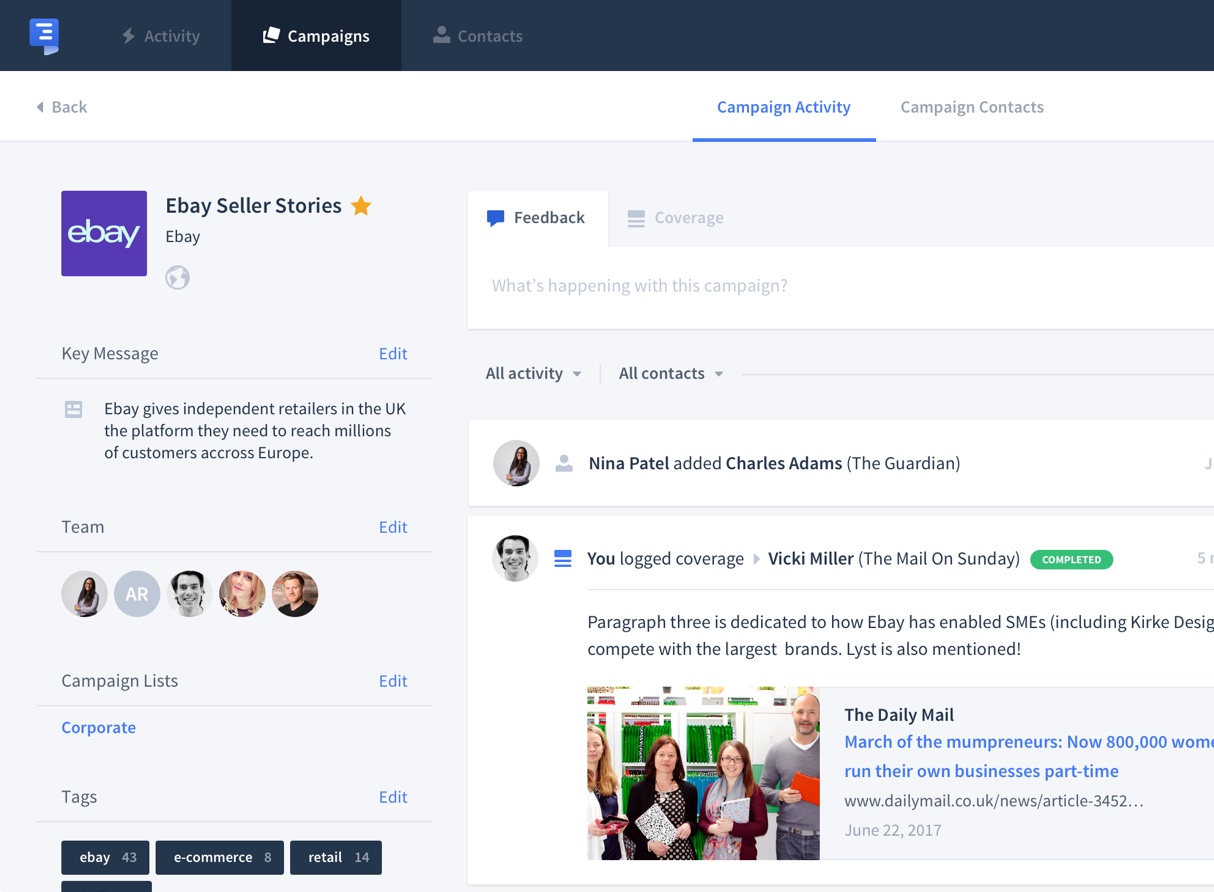 Activity
Campaigns
Contacts
Back
Campaign Activity
Campaign Contacts
ebay
Ebay Seller Stories
Ebay
Key Message
Edit
Ebay gives independent retailers in the UK
the platform they need to reach millions
of customers accross Europe.
Team
Edit
AR
Campaign Lists
Edit
Corporate
Tags
Edit
ebay 43
e-commerce 8
retail 14
Feedback
Coverage
What's happening with this campaign?
All activity
All contacts
Nina Patel added Charles Adams (The Guardian)
J
You logged coverage Vicki Miller (The Mail On Sunday) COMPLETED
5
Paragraph three is dedicated to how Ebay has enabled SMEs (including Kirke Desig
compete with the largest brands. Lyst is also mentioned!
The Daily Mail
March of the mumpreneurs: Now 800,000 wome
run their own businesses part-time
www.dailymail.co.uk/news/article-3452…
June 22, 2017